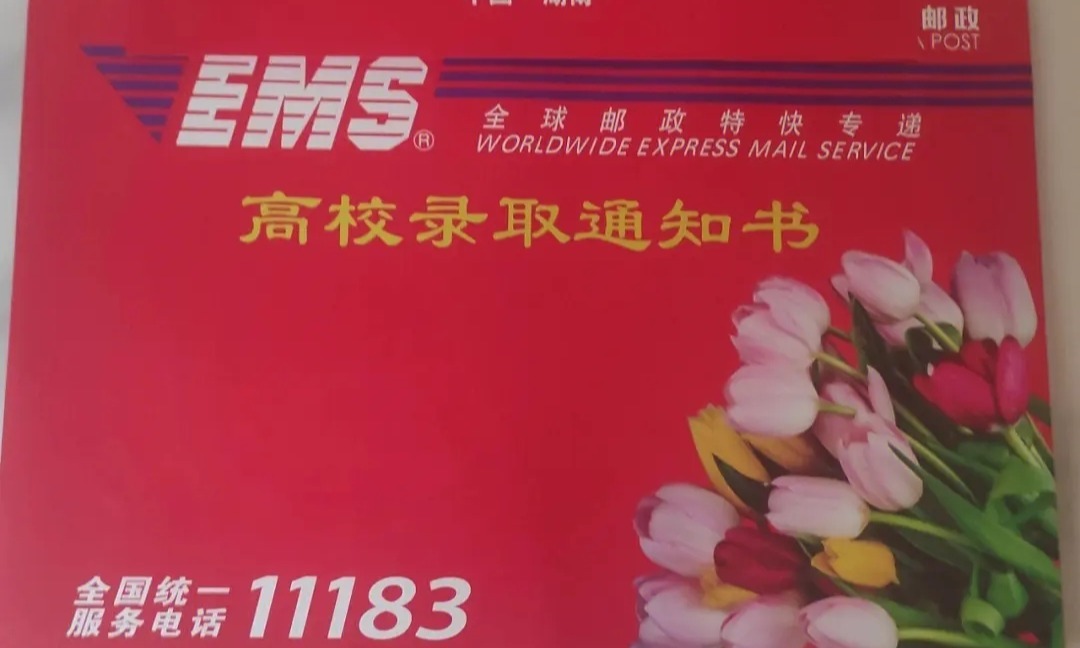 邮政
POST
EMS®
全球邮政特快专递
WORLDWIDE EXPRESS MAIL SERVICE
高校录取通知书
全国统一
服务电话 11183